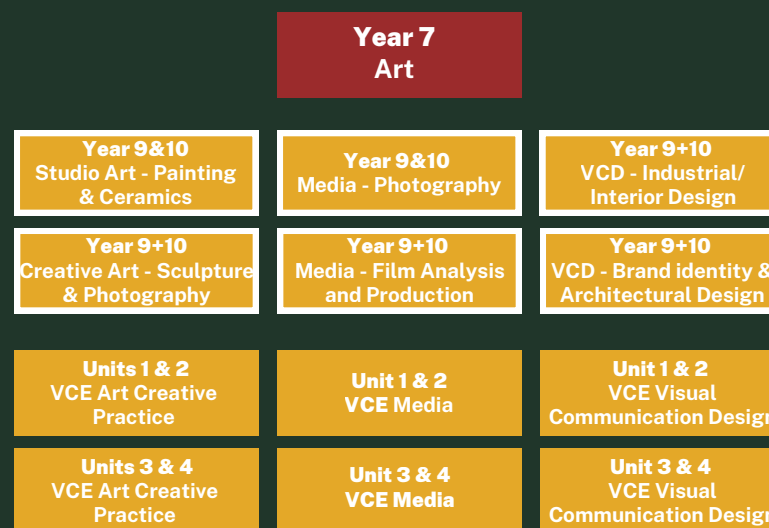 Year 7
Art
Year 9&10
Studio Art - Painting
& Ceramics
Year 9&10
Media - Photography
Year 9+10
VCD - Industrial/
Interior Design
Year 9+10
Creative Art - Sculpture
& Photography
Year 9+10
Media - Film Analysis
and Production
Year 9+10
VCD - Brand identity &
Architectural Design
Units 1 & 2
VCE Art Creative
Practice
Unit 1 & 2
VCE Media
Unit 1 & 2
VCE Visual
Communication Design
Units 3 & 4
VCE Art Creative
Practice
Unit 3 & 4
VCE Media
Unit 3 & 4
VCE Visual
Communication Design